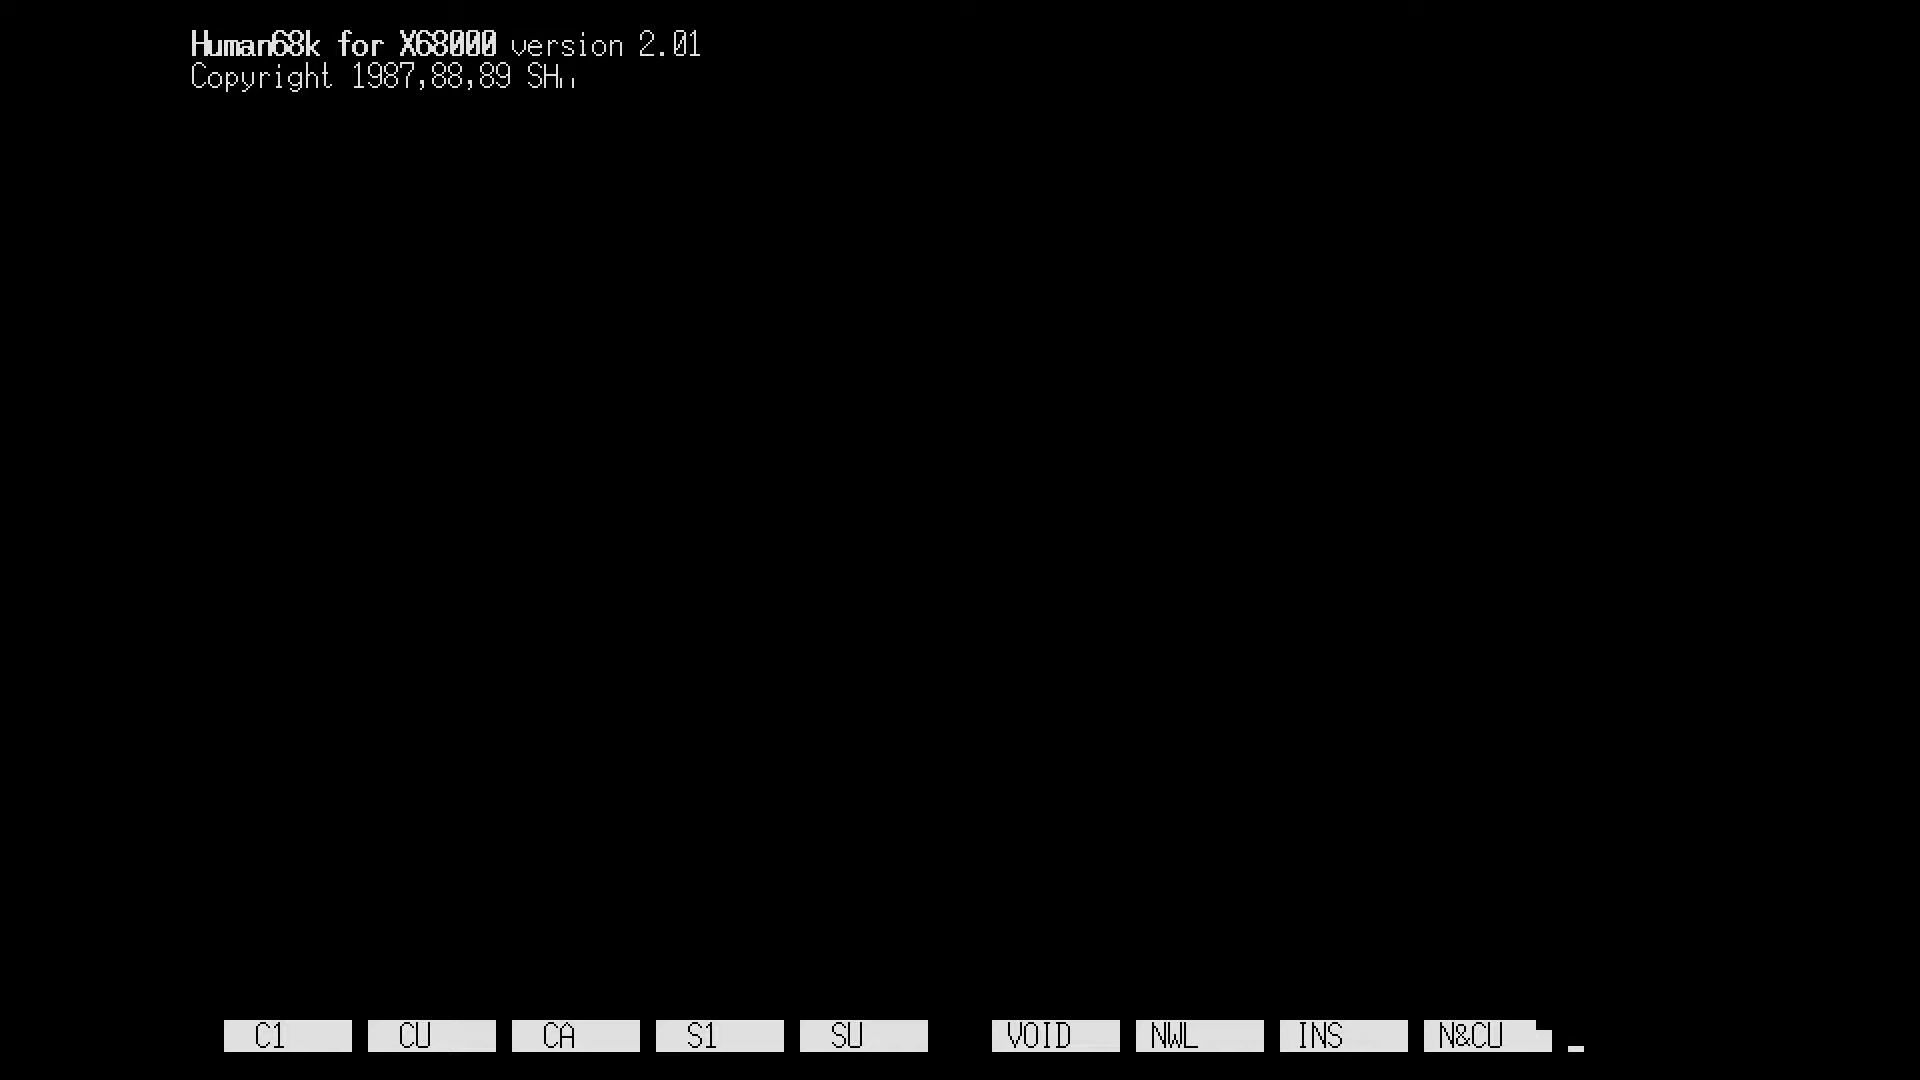 Human68k for X68000 version 2.01
Copyright 1987,88,89
C1 CU CA S1 SU VOID NWL INS N&CU